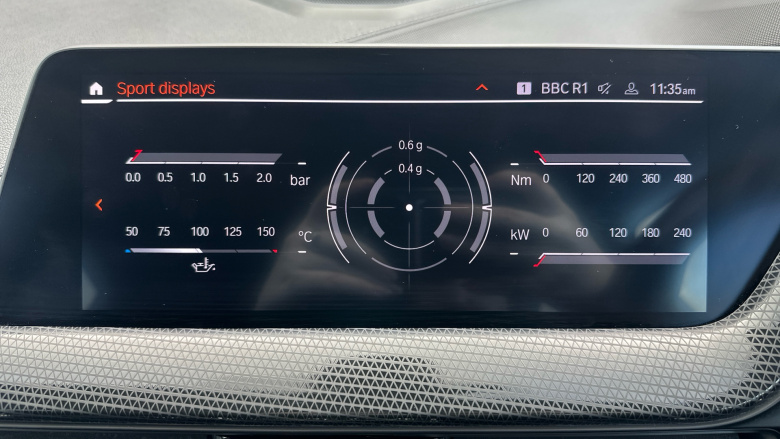 Sport displays 1 BBC R1 11:35am
0.6 g
0.4 g
0.0 0.5 1.0 1.5 2.0 bar
Nm 0 120 240 360 480
50 75 100 125 150 °C
kW 0 60 120 180 240